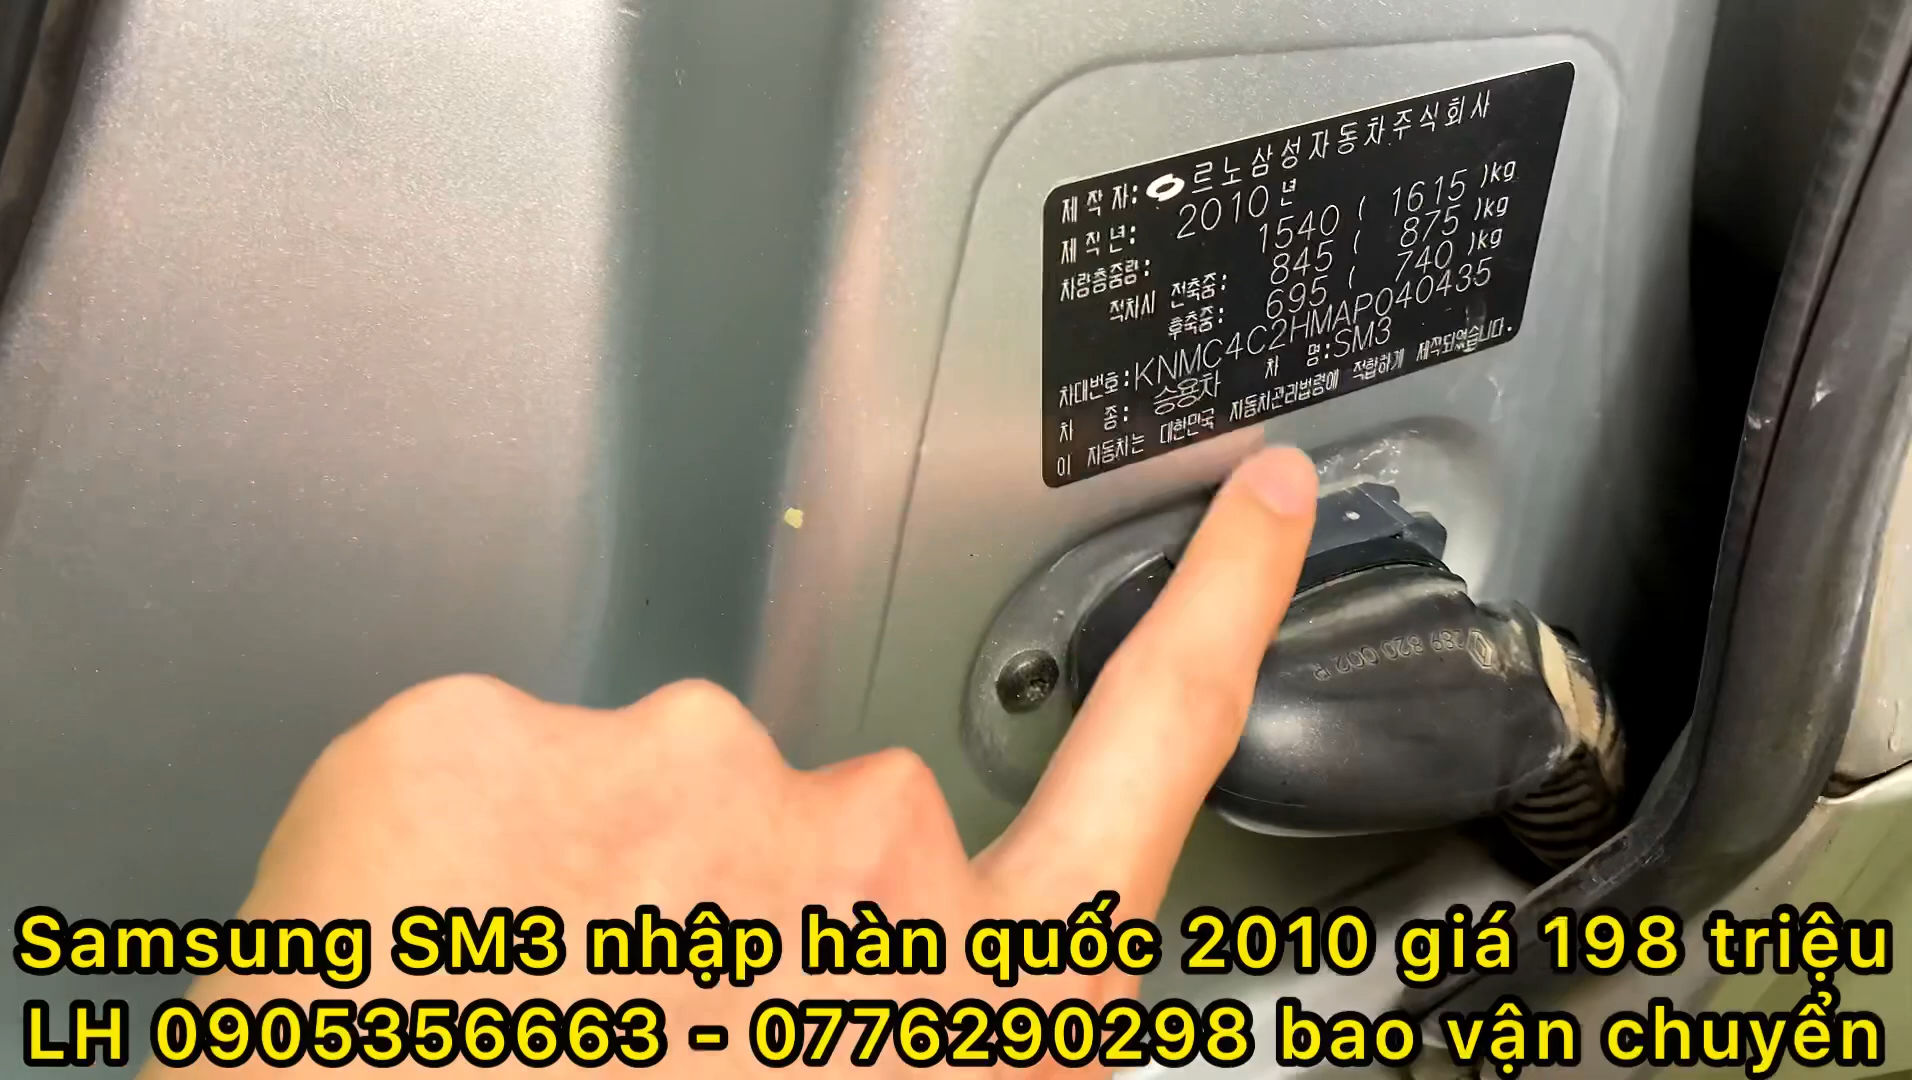 제 작 자: 르노삼성자동차주식회사
제 작 년: 2010년
차량총중량: 1540 ( 1615 )kg
적차시 전축중: 845 ( 875 )kg
후축중: 695 ( 740 )kg
차대번호: KNMC4C2HMAP040435
차 종: 승용차 차 명: SM3
이 자동차는 대한민국 자동차관리법령에 적합하게 제작되었습니다.
289 820 002 R
Samsung SM3 nhập hàn quốc 2010 giá 198 triệu
LH 0905356663 - 0776290298 bao vận chuyển